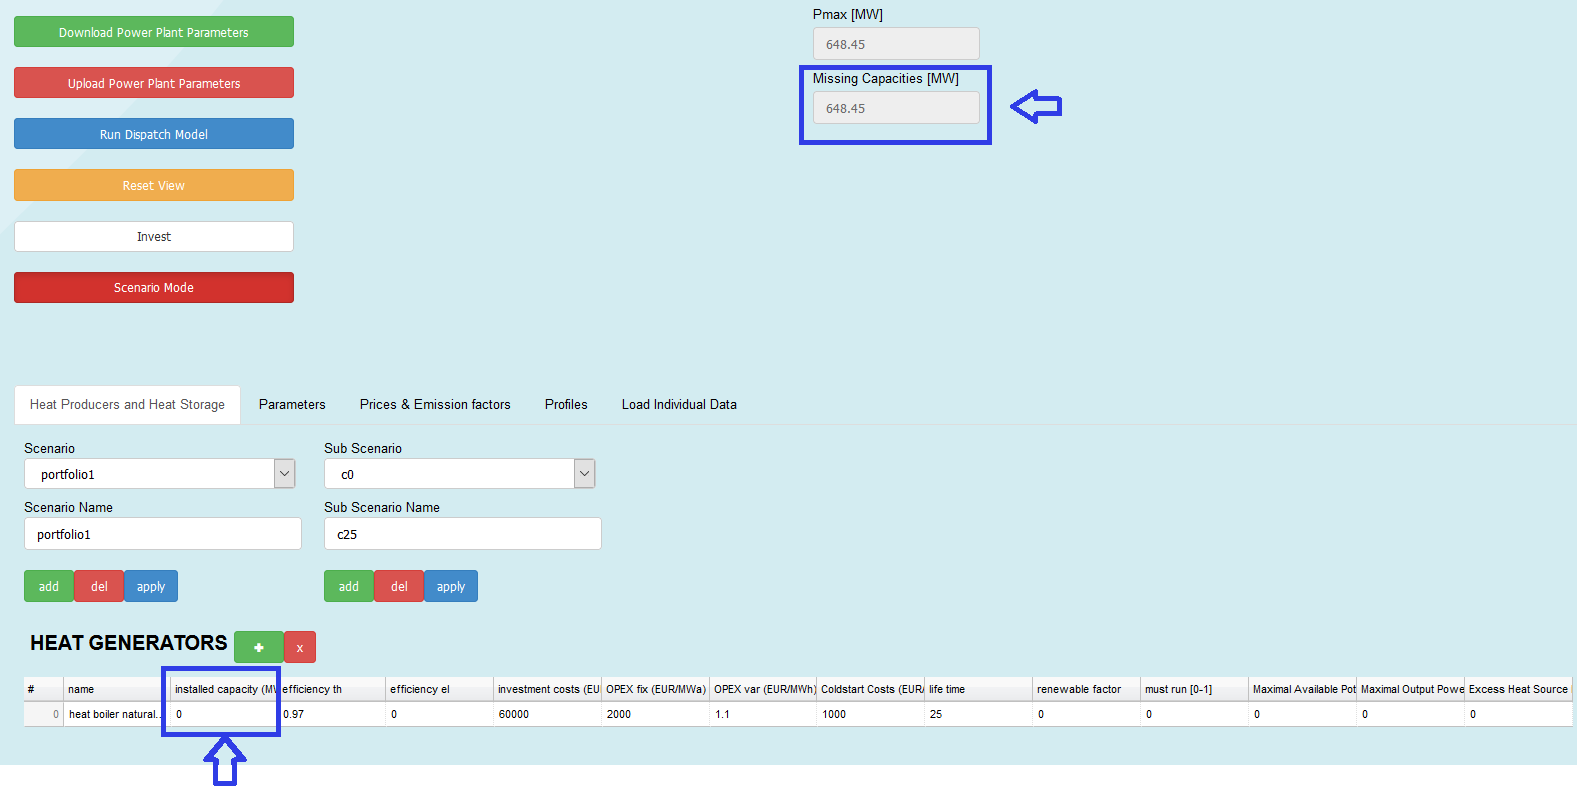 Download Power Plant Parameters
Upload Power Plant Parameters
Run Dispatch Model
Reset View
Invest
Scenario Mode
Pmax [MW]
648.45
Missing Capacities [MW]
648.45
Heat Producers and Heat Storage Parameters Prices & Emission factors Profiles Load Individual Data
Scenario Sub Scenario
portfolio1 c0
Scenario Name Sub Scenario Name
portfolio1 c25
add del apply add del apply
HEAT GENERATORS + x
# name installed capacity (MW efficiency th efficiency el investment costs (EU OPEX fix (EUR/MWa) OPEX var (EUR/MWh) Coldstart Costs (EUR/ life time renewable factor must run [0-1] Maximal Available Pot Maximal Output Powe Excess Heat Source
0 heat boiler natural... 0 0.97 0 60000 2000 1.1 1000 25 0 0 0 0 0